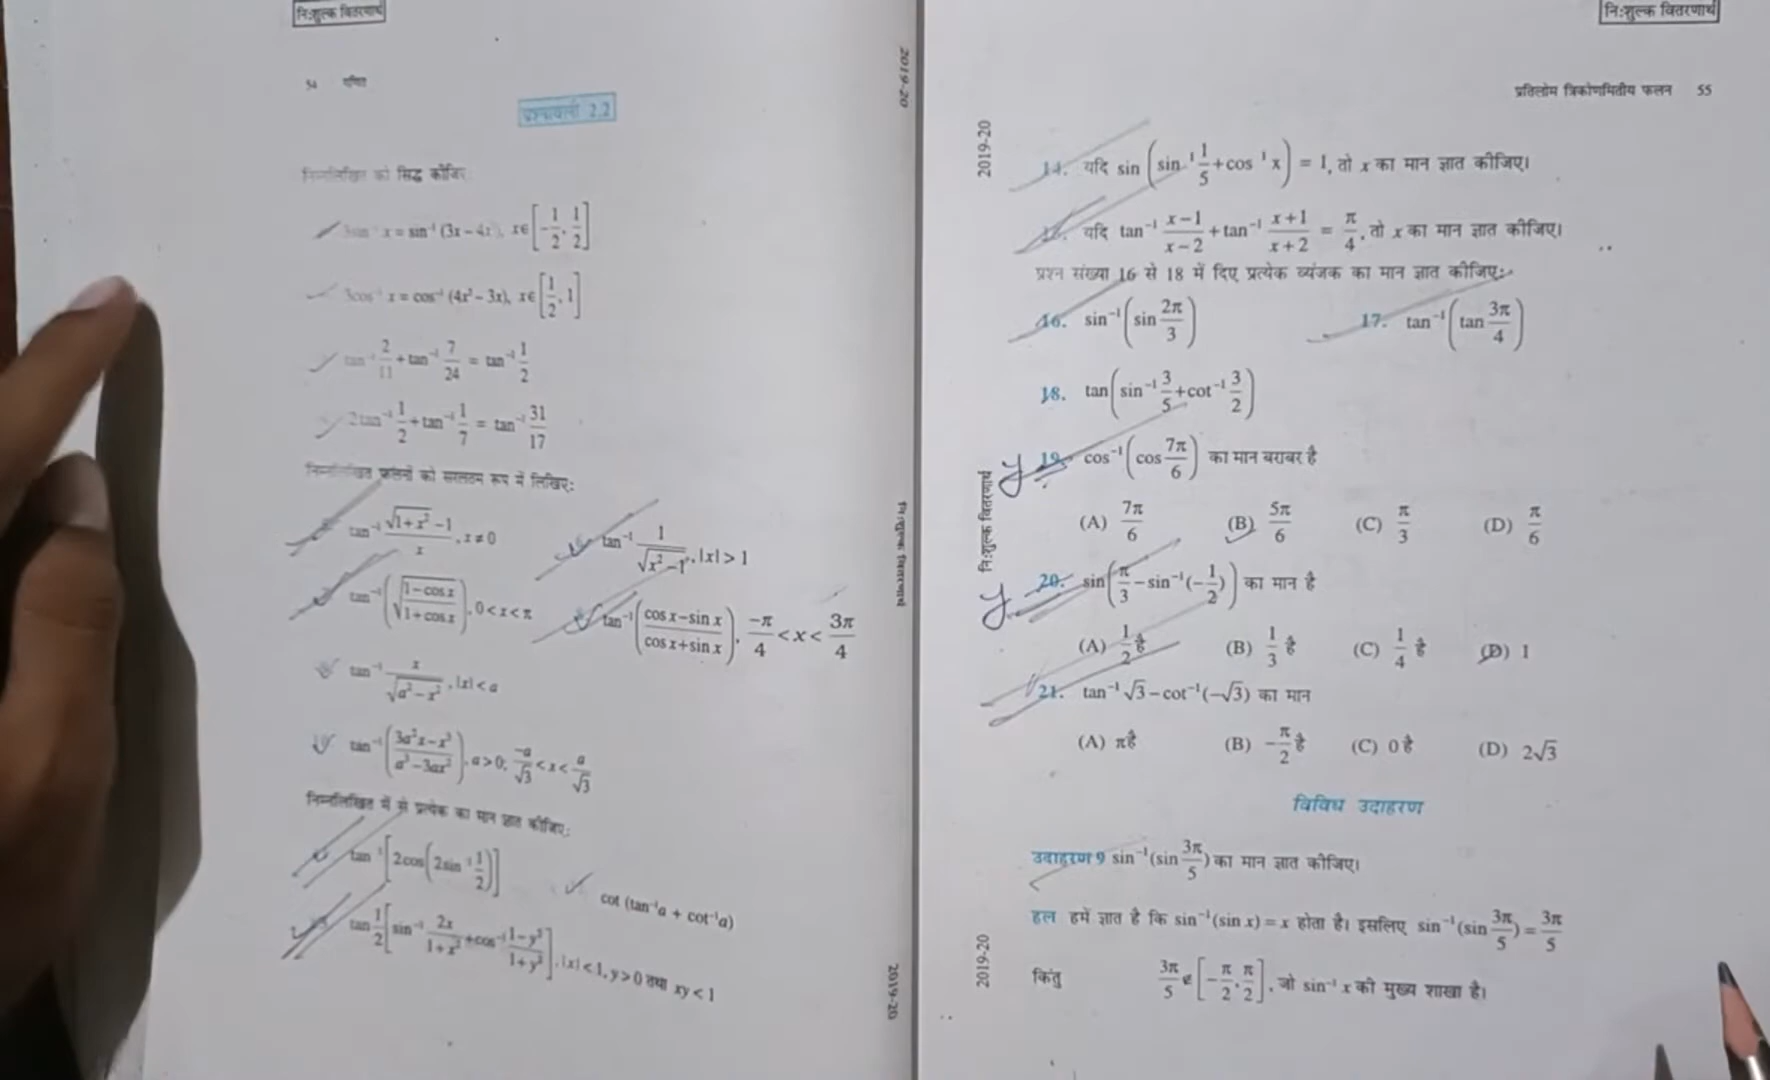 नि:शुल्क वितरणार्थ
54 गणित
प्रश्नावली 2.2
निम्नलिखित को सिद्ध कीजिए:
3sin⁻¹ x = sin⁻¹ (3x – 4x³), x∈[-1/2, 1/2]
3cos⁻¹ x = cos⁻¹ (4x³ – 3x), x∈[1/2, 1]
tan⁻¹ 2/11 + tan⁻¹ 7/24 = tan⁻¹ 1/2
2tan⁻¹ 1/2 + tan⁻¹ 1/7 = tan⁻¹ 31/17
निम्नलिखित फलनों को सरलतम रूप में लिखिए:
tan⁻¹ (√(1+x²) –1)/x, x≠0
tan⁻¹ 1/√(x²–1), |x| > 1
tan⁻¹(√((1–cos x)/(1+cos x))), 0 < x < π
tan⁻¹((cos x–sin x)/(cos x+sin x)), -π/4 < x < 3π/4
tan⁻¹ x/√(a²–x²), |x| < a
tan⁻¹((3a²x–x³)/(a³–3ax²)), a > 0; -a/√3 < x < a/√3
निम्नलिखित में से प्रत्येक का मान ज्ञात कीजिए:
tan⁻¹[2cos(2sin⁻¹ 1/2)]
cot (tan⁻¹a + cot⁻¹a)
tan 1/2[sin⁻¹ 2x/(1+x²) + cos⁻¹ (1–y²)/(1+y²)], |x| < 1, y > 0 तथा xy < 1
2019-20
नि:शुल्क वितरणार्थ
2019-20
नि:शुल्क वितरणार्थ
प्रतिलोम त्रिकोणमितीय फलन 55
2019-20
14. यदि sin(sin⁻¹ 1/5 + cos⁻¹ x) = 1, तो x का मान ज्ञात कीजिए।
यदि tan⁻¹ (x–1)/(x–2) + tan⁻¹ (x+1)/(x+2) = π/4, तो x का मान ज्ञात कीजिए।
प्रश्न संख्या 16 से 18 में दिए प्रत्येक व्यंजक का मान ज्ञात कीजिए:
16. sin⁻¹(sin 2π/3) 17. tan⁻¹(tan 3π/4)
18. tan(sin⁻¹ 3/5 + cot⁻¹ 3/2)
19. cos⁻¹(cos 7π/6) का मान बराबर है
(A) 7π/6 (B) 5π/6 (C) π/3 (D) π/6
नि:शुल्क वितरणार्थ
20. sin(π/3 – sin⁻¹(–1/2)) का मान है
(A) 1/2 है (B) 1/3 है (C) 1/4 है (D) 1
21. tan⁻¹ √3 – cot⁻¹(–√3) का मान
(A) π है (B) –π/2 है (C) 0 है (D) 2√3
विविध उदाहरण
उदाहरण 9 sin⁻¹(sin 3π/5) का मान ज्ञात कीजिए।
हल हमें ज्ञात है कि sin⁻¹(sin x) = x होता है। इसलिए sin⁻¹(sin 3π/5) = 3π/5
किंतु 3π/5 ∉ [–π/2, π/2], जो sin⁻¹ x की मुख्य शाखा है।
2019-20